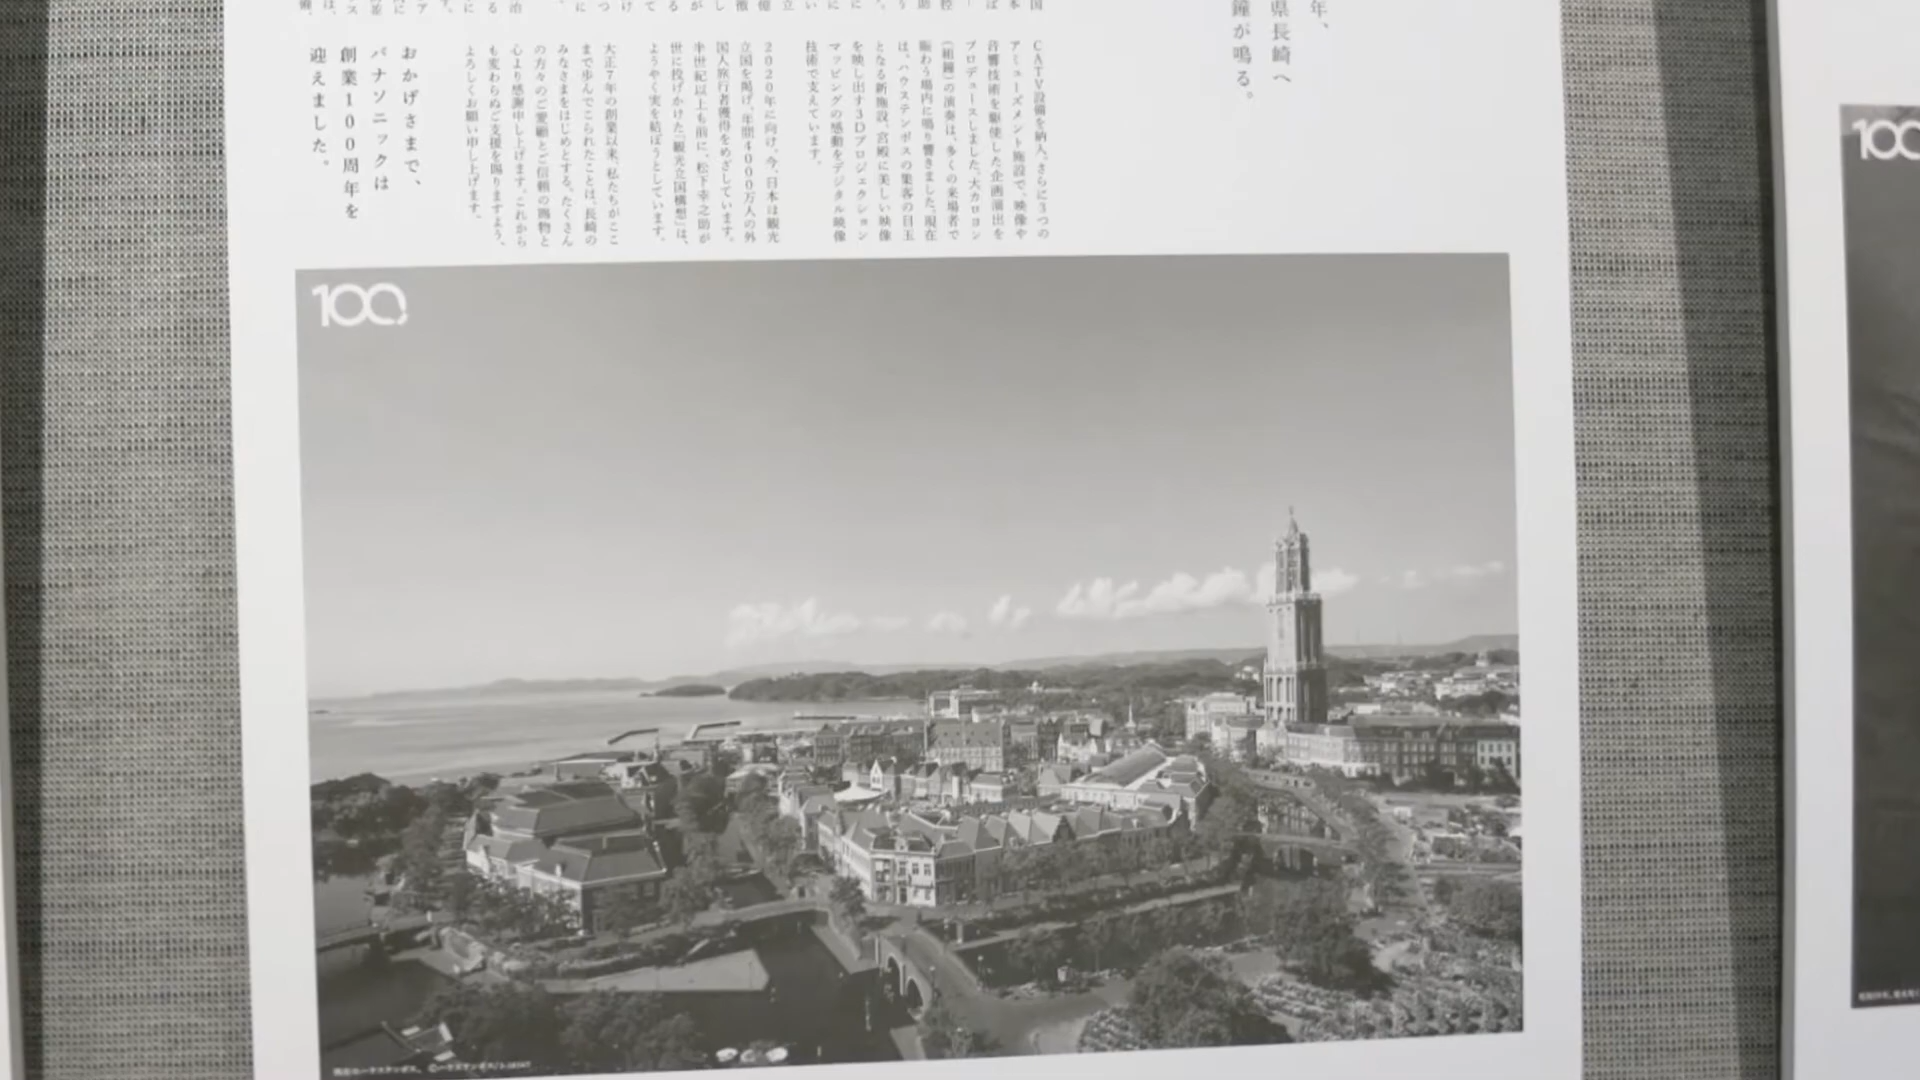 年、
県長崎へ
鐘が鳴る。
CATV設備を納入。さらに3つの
アミューズメント施設で、映像や
音響技術を駆使した企画演出を
プロデュースしました。大カリヨン
(組鐘)の演奏は、多くの来場者で
賑わう場内に鳴り響きました。現在
は、ハウステンボスの集客の目玉
となる新施設、宮殿に美しい映像
を映し出す3Dプロジェクション
マッピングの感動をデジタル映像
技術で支えています。
2020年に向け、今、日本は観光
立国を掲げ、年間4000万人の外
国人旅行者獲得をめざしています。
半世紀以上も前に、松下幸之助が
世に投げかけた『観光立国構想』は、
ようやく実を結ぼうとしています。
大正7年の創業以来、私たちがここ
まで歩んでこられたことは、長崎の
みなさまをはじめとする、たくさん
の方々のご愛顧とご信頼の賜物と
心より感謝申し上げます。これから
も変わらぬご支援を賜りますよう、
よろしくお願い申し上げます。
おかげさまで、
パナソニックは
創業100周年を
迎えました。
100
100